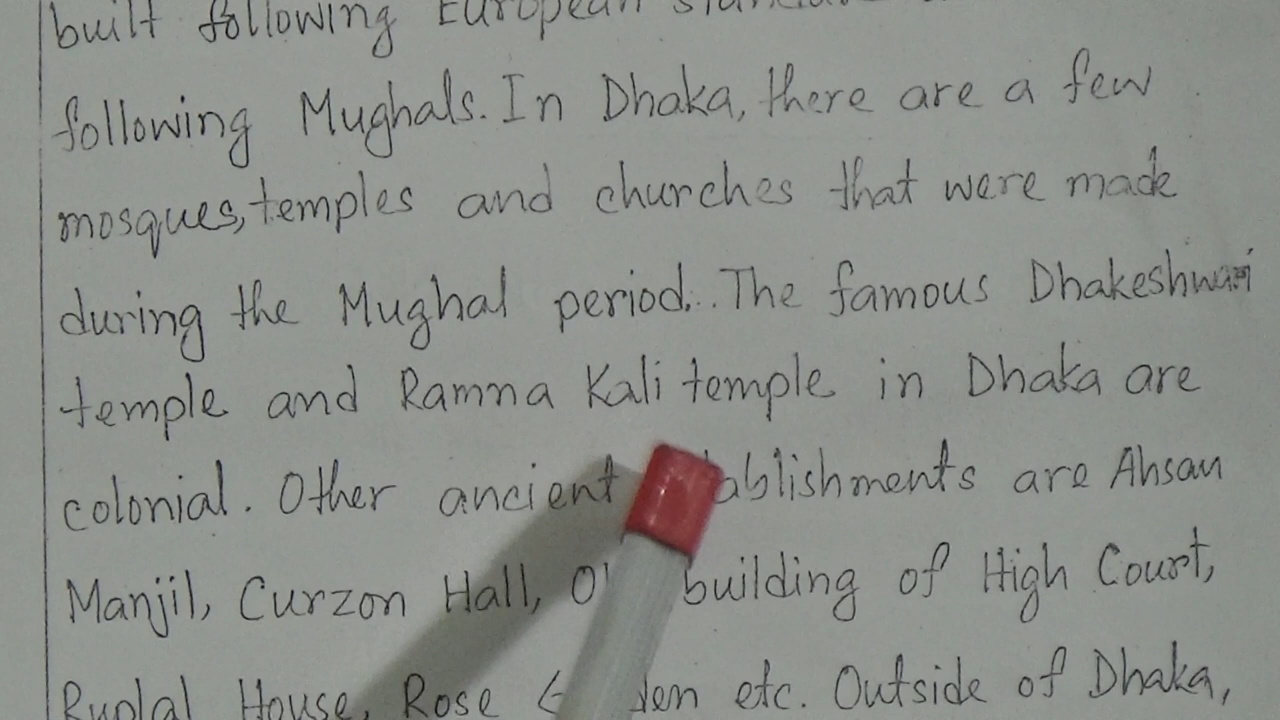 built following European
following Mughals. In Dhaka, there are a few
mosques, temples and churches that were made
during the Mughal period... The famous Dhakeshwari
temple and Ramna Kali temple in Dhaka are
colonial. Other ancient are Ahsan
Manjil, Curzon Hall, building of High Court,
Ruplal House, Rose etc. Outside of Dhaka,